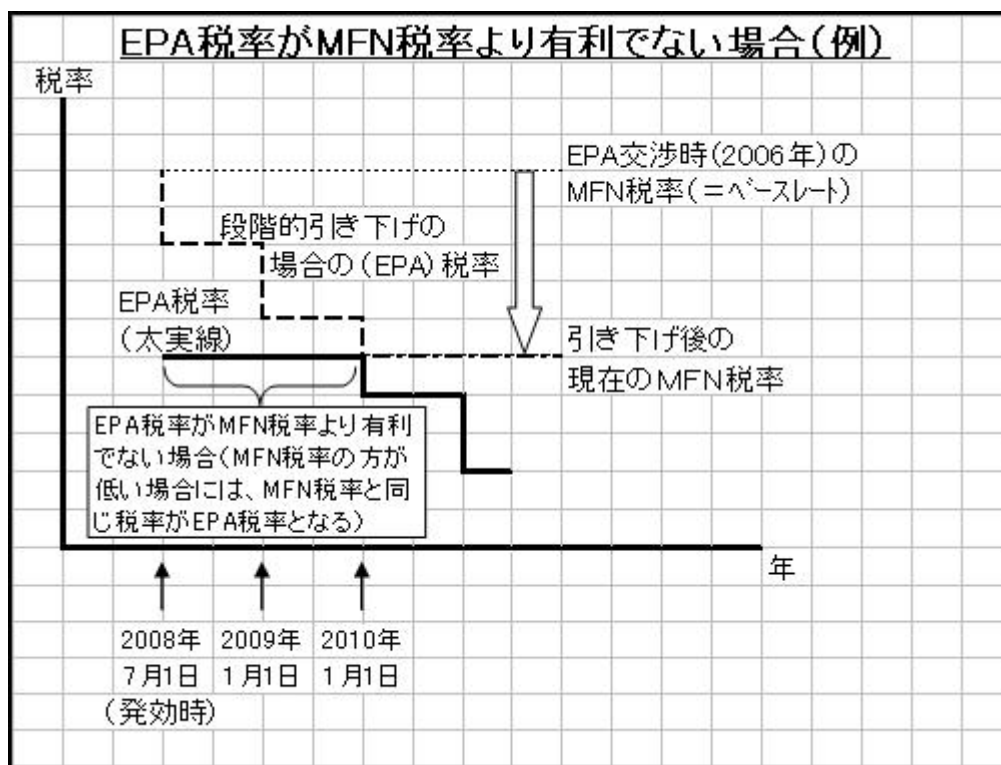 EPA税率がMFN税率より有利でない場合(例)
税率
EPA交渉時(2006年)の
MFN税率(=ベースレート)
段階的引き下げの
場合の(EPA)税率
EPA税率
(太実線)
引き下げ後の
現在のMFN税率
EPA税率がMFN税率より有利
でない場合(MFN税率の方が
低い場合には、MFN税率と同
じ税率がEPA税率となる)
年
2008年
7月1日
(発効時)
2009年
1月1日
2010年
1月1日